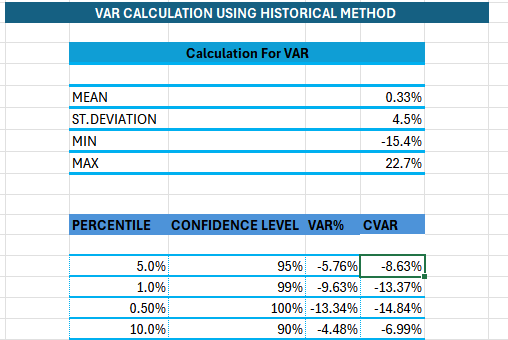 VAR CALCULATION USING HISTORICAL METHOD
Calculation For VAR
MEAN 0.33%
ST.DEVIATION 4.5%
MIN -15.4%
MAX 22.7%
PERCENTILE CONFIDENCE LEVEL VAR% CVAR
5.0% 95% -5.76% -8.63%
1.0% 99% -9.63% -13.37%
0.50% 100% -13.34% -14.84%
10.0% 90% -4.48% -6.99%